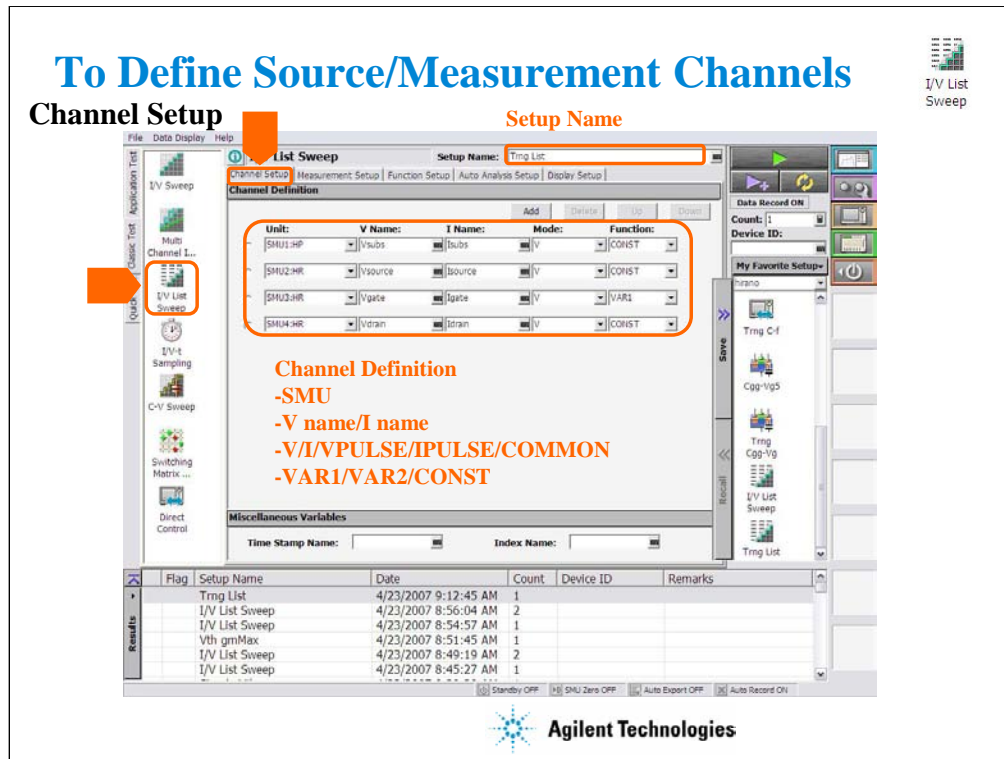 To Define Source/Measurement Channels
I/V List
Sweep
Channel Setup
Setup Name
File Data Display Help
I/V List Sweep
Setup Name: Trng List
Channel Setup Measurement Setup Function Setup Auto Analysis Setup Display Setup
Channel Definition
Add Delete Up Down
Unit: V Name: I Name: Mode: Function:
SMU1:HP Vsubs Isubs V CONST
SMU2:HR Vsource Isource V CONST
SMU3:HR Vgate Igate V VAR1
SMU4:HR Vdrain Idrain V CONST
Channel Definition
-SMU
-V name/I name
-V/I/VPULSE/IPULSE/COMMON
-VAR1/VAR2/CONST
Miscellaneous Variables
Time Stamp Name: Index Name:
Application Test
Classic Test
Quick
I/V Sweep
Multi
Channel I...
I/V List
Sweep
I/V-t
Sampling
C-V Sweep
Switching
Matrix ...
Direct
Control
Save
Recall
Data Record ON
Count: 1
Device ID:
My Favorite Setup
hirano
Trng C-f
Cgg-Vg5
Trng
Cgg-Vg
I/V List
Sweep
Trng List
Results
Flag Setup Name Date Count Device ID Remarks
Trng List 4/23/2007 9:12:45 AM 1
I/V List Sweep 4/23/2007 8:56:04 AM 2
I/V List Sweep 4/23/2007 8:54:57 AM 1
Vth gmMax 4/23/2007 8:51:45 AM 1
I/V List Sweep 4/23/2007 8:49:19 AM 2
I/V List Sweep 4/23/2007 8:45:27 AM 1
Standby OFF SMU Zero OFF Auto Export OFF Auto Record ON
Agilent Technologies